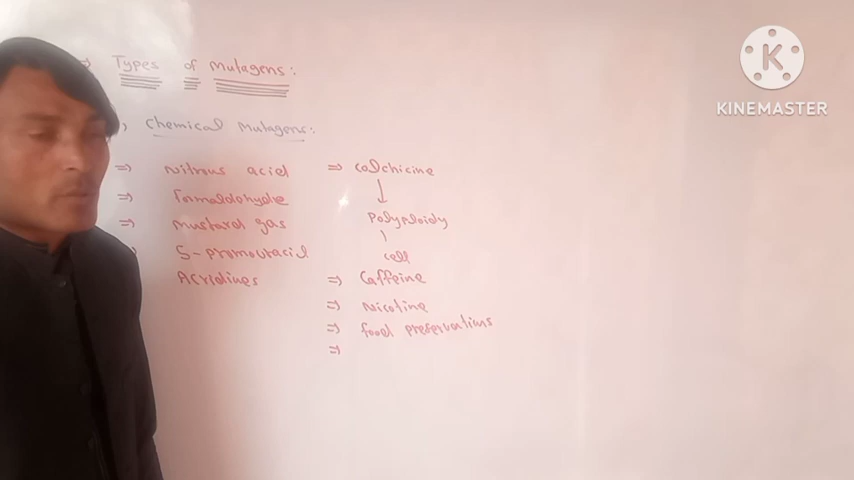 ⇒ Types of Mutagens:
) Chemical Mutagens:
⇒ Nitrous acid
⇒ Formaldehyde
⇒ Mustard gas
5-Bromouracil
Acridines
⇒ Colchicine
↓
Polyploidy
cell
⇒ Caffeine
⇒ Nicotine
⇒ food preservations
⇒
K
KINEMASTER